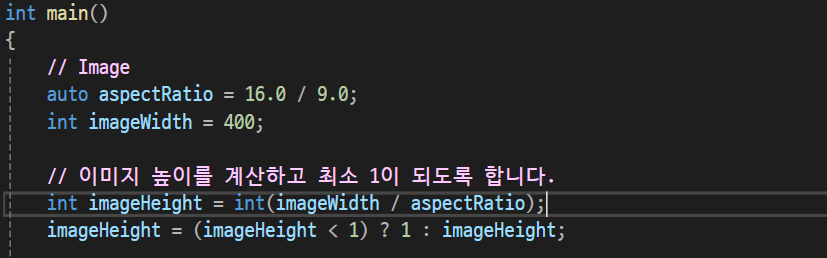 int main()
{
// Image
auto aspectRatio = 16.0 / 9.0;
int imageWidth = 400;
// 이미지 높이를 계산하고 최소 1이 되도록 합니다.
int imageHeight = int(imageWidth / aspectRatio);
imageHeight = (imageHeight < 1) ? 1 : imageHeight;